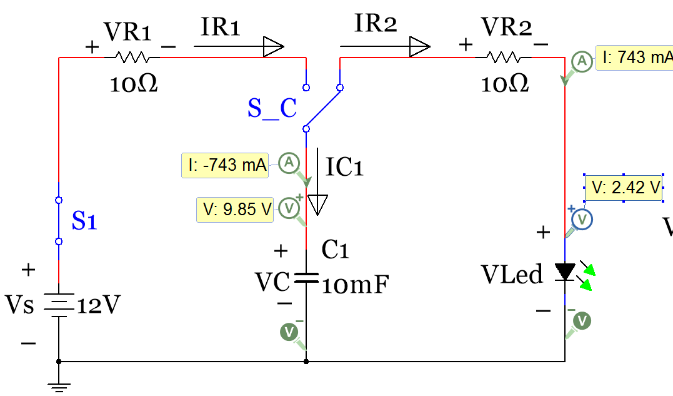 VR1
IR1
IR2
VR2
+
−
+
−
10Ω
10Ω
A
I: 743 mA
S_C
I: -743 mA
A
IC1
V: 9.85 V
V
+
V: 2.42 V
+
V
S1
+
C1
+
+
VLed
VC
10mF
Vs
12V
−
−
−
−
V
−
V